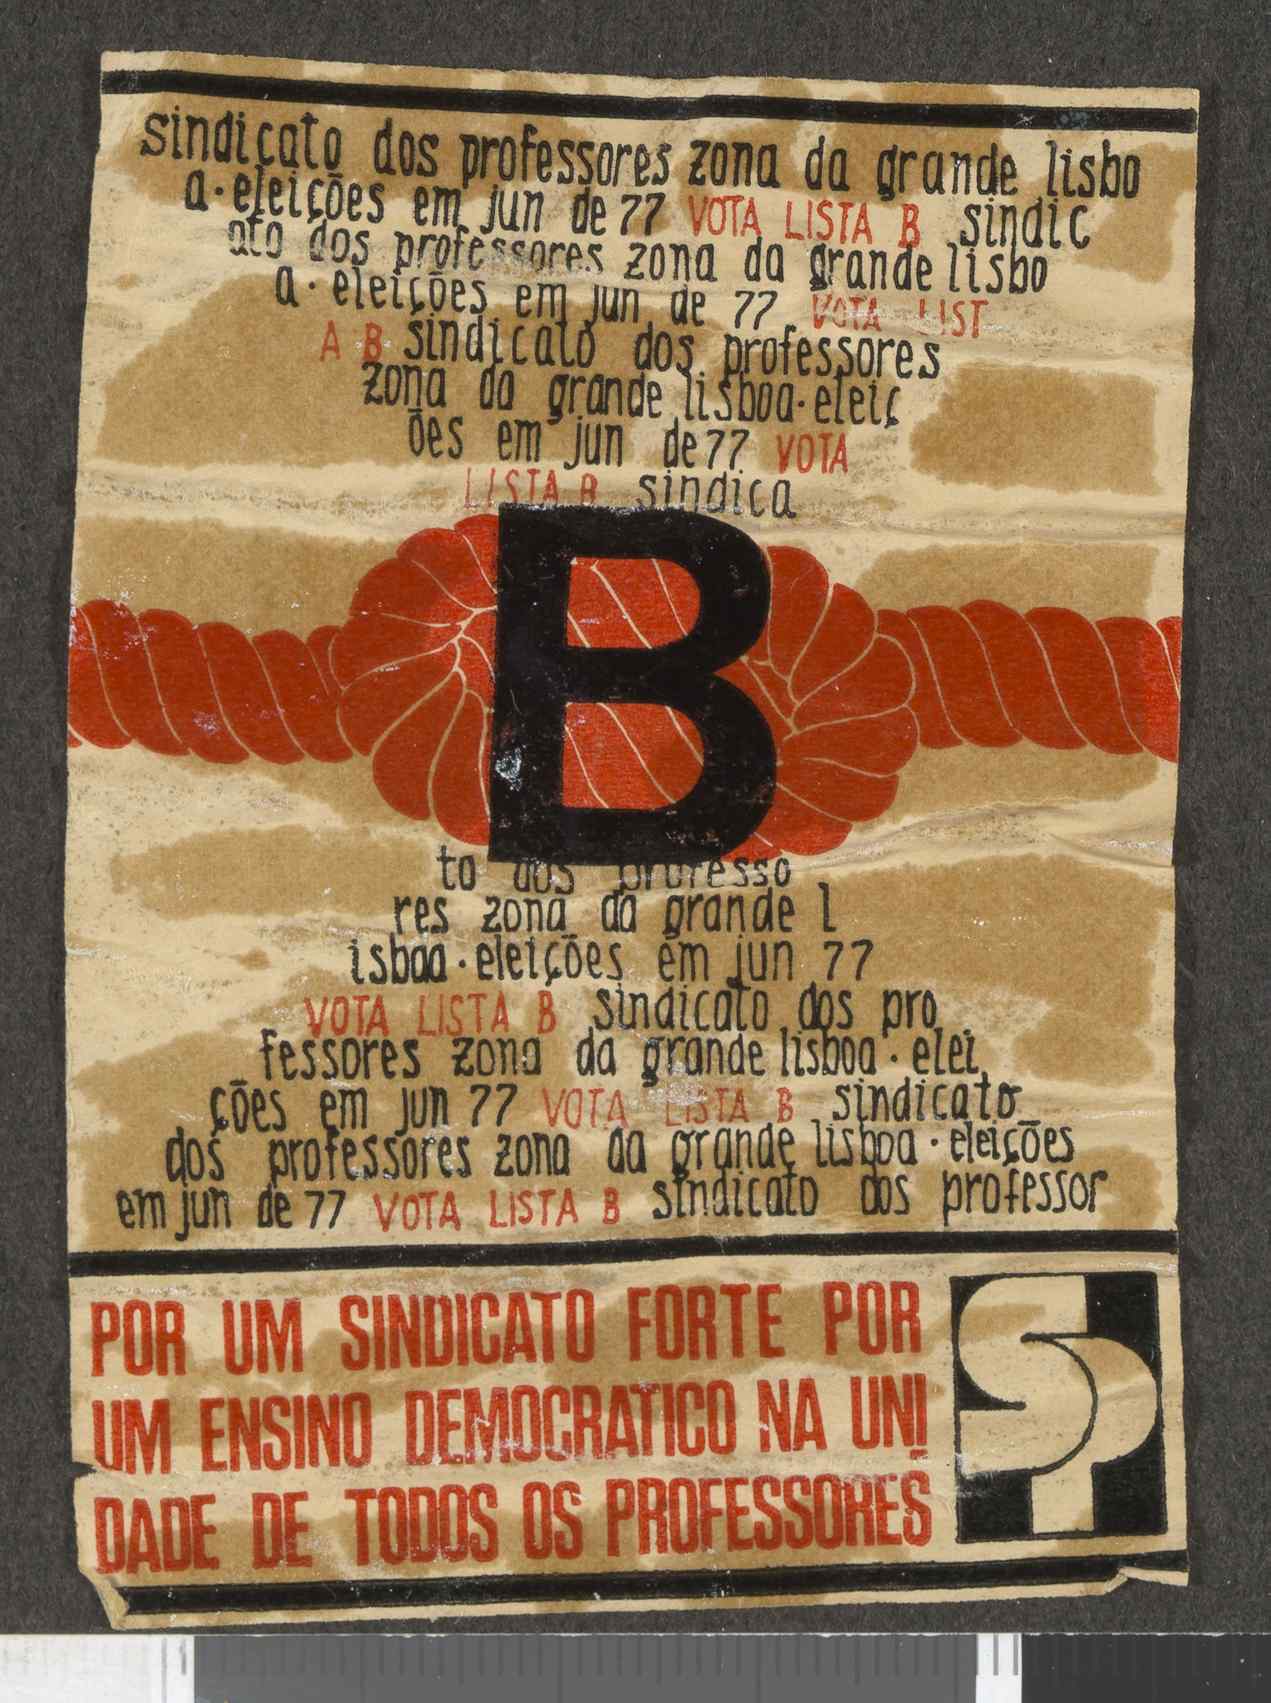 sindicato dos professores zona da grande lisbo
a·eleições em jun de 77 VOTA LISTA B sindic
ato dos professores zona da grande lisbo
a·eleições em jun de 77 VOTA LIST
A B sindicato dos professores
zona da grande lisboa·eleiç
ões em jun de 77 VOTA
LISTA B sindica
B
to dos professo
res zona da grande l
isboa·eleições em jun 77
VOTA LISTA B sindicato dos pro
fessores zona da grande lisboa·elei
ções em jun 77 VOTA LISTA B sindicato
dos professores zona da grande lisboa·eleições
em jun de 77 VOTA LISTA B sindicato dos professor
POR UM SINDICATO FORTE POR
UM ENSINO DEMOCRATICO NA UNI
DADE DE TODOS OS PROFESSORES
SP